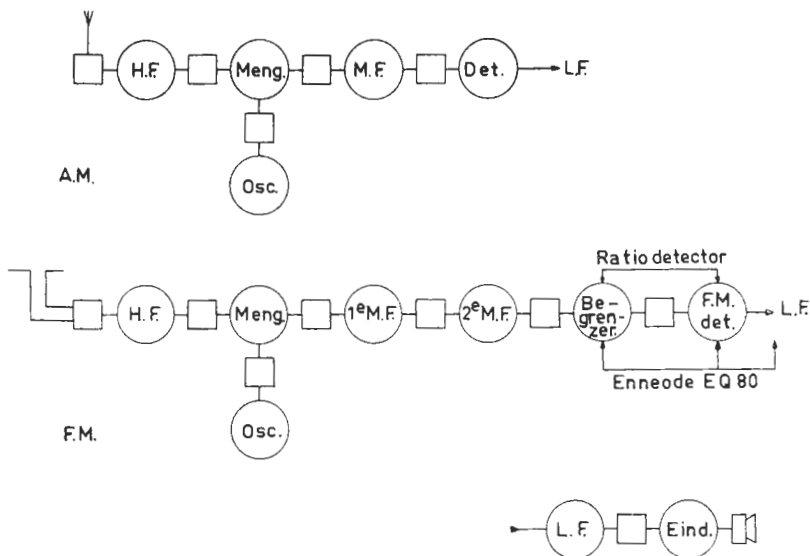 H.F. Meng. M.F. Det. L.F.
Osc.
A.M.
Ratio detector
H.F. Meng. 1e M.F. 2e M.F. Be-gren-zer. F.M. det. L.F.
Enneode EQ 80
Osc.
F.M.
L.F. Eind.